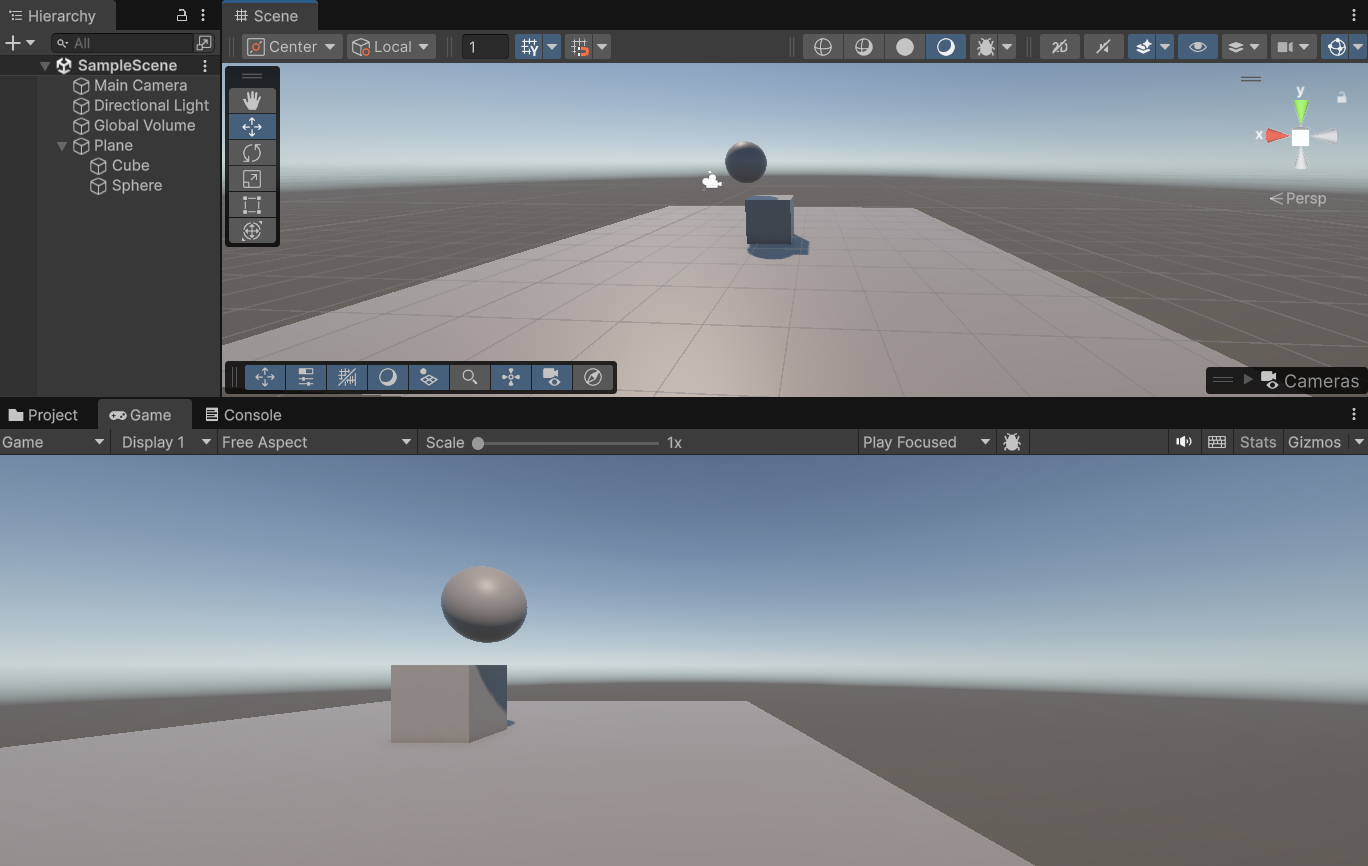 Hierarchy
All
SampleScene
Main Camera
Directional Light
Global Volume
Plane
Cube
Sphere
Scene
Center
Local
1
2D
y
x
Persp
Cameras
Project
Game
Console
Game
Display 1
Free Aspect
Scale
1x
Play Focused
Stats
Gizmos